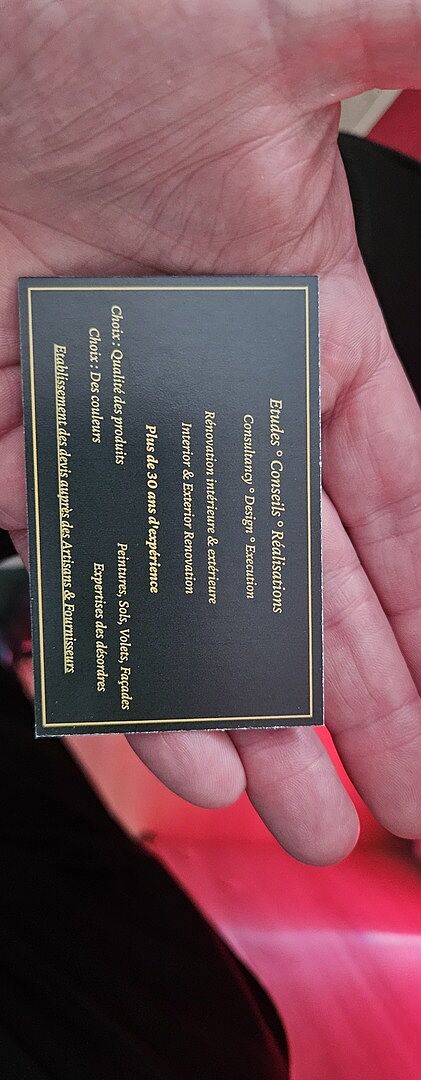 Etudes ° Conseils ° Réalisations
Consultancy ° Design ° Execution
Rénovation intérieure & extérieure
Interior & Exterior Renovation
Plus de 30 ans d'expérience
Choix : Qualité des produits Peintures, Sols, Volets, Façades
Choix : Des couleurs Expertises des désordres
Etablissement des devis auprès des Artisans & Fournisseurs